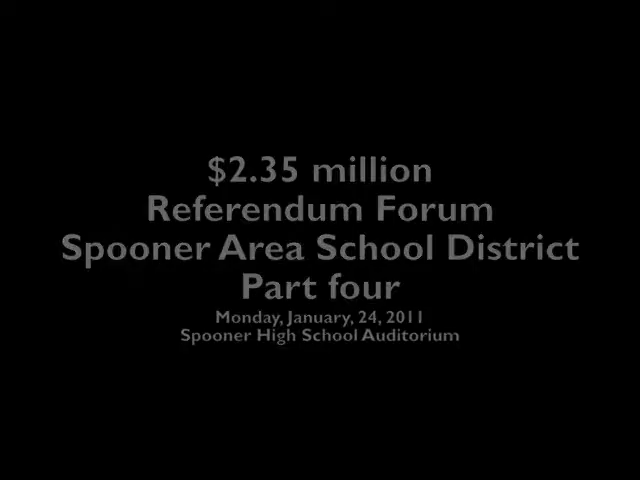 $2.35 million
Referendum Forum
Spooner Area School District
Part four
Monday, January, 24, 2011
Spooner High School Auditorium